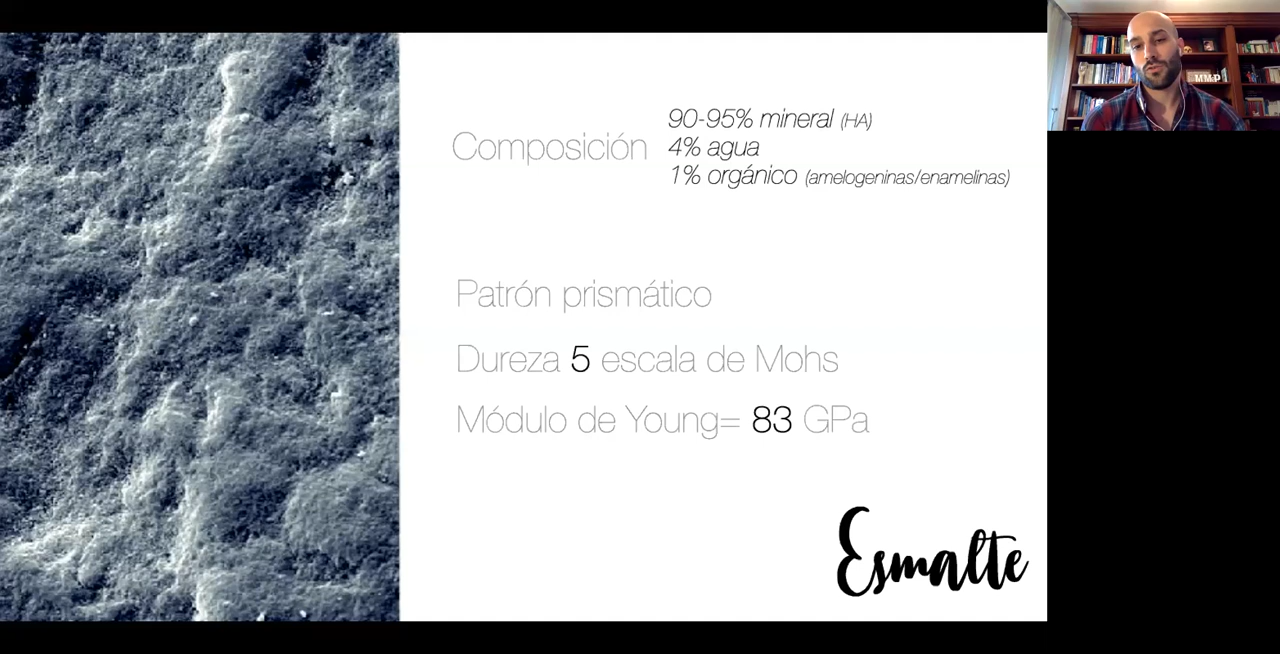 Composición
90-95% mineral (HA)
4% agua
1% orgánico (amelogeninas/enamelinas)
Patrón prismático
Dureza 5 escala de Mohs
Módulo de Young= 83 GPa
Esmalte
MMP